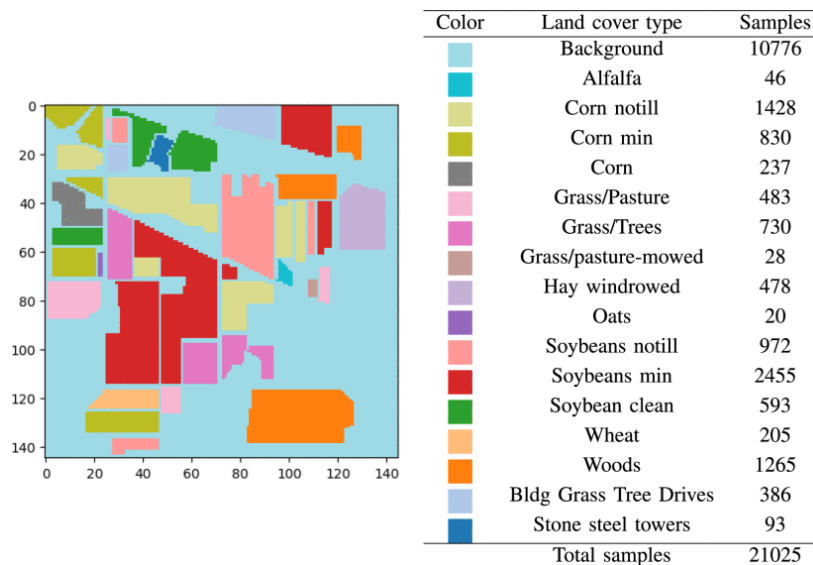 0
20
40
60
80
100
120
140
0 20 40 60 80 100 120 140
Color Land cover type Samples
Background 10776
Alfalfa 46
Corn notill 1428
Corn min 830
Corn 237
Grass/Pasture 483
Grass/Trees 730
Grass/pasture-mowed 28
Hay windrowed 478
Oats 20
Soybeans notill 972
Soybeans min 2455
Soybean clean 593
Wheat 205
Woods 1265
Bldg Grass Tree Drives 386
Stone steel towers 93
Total samples 21025